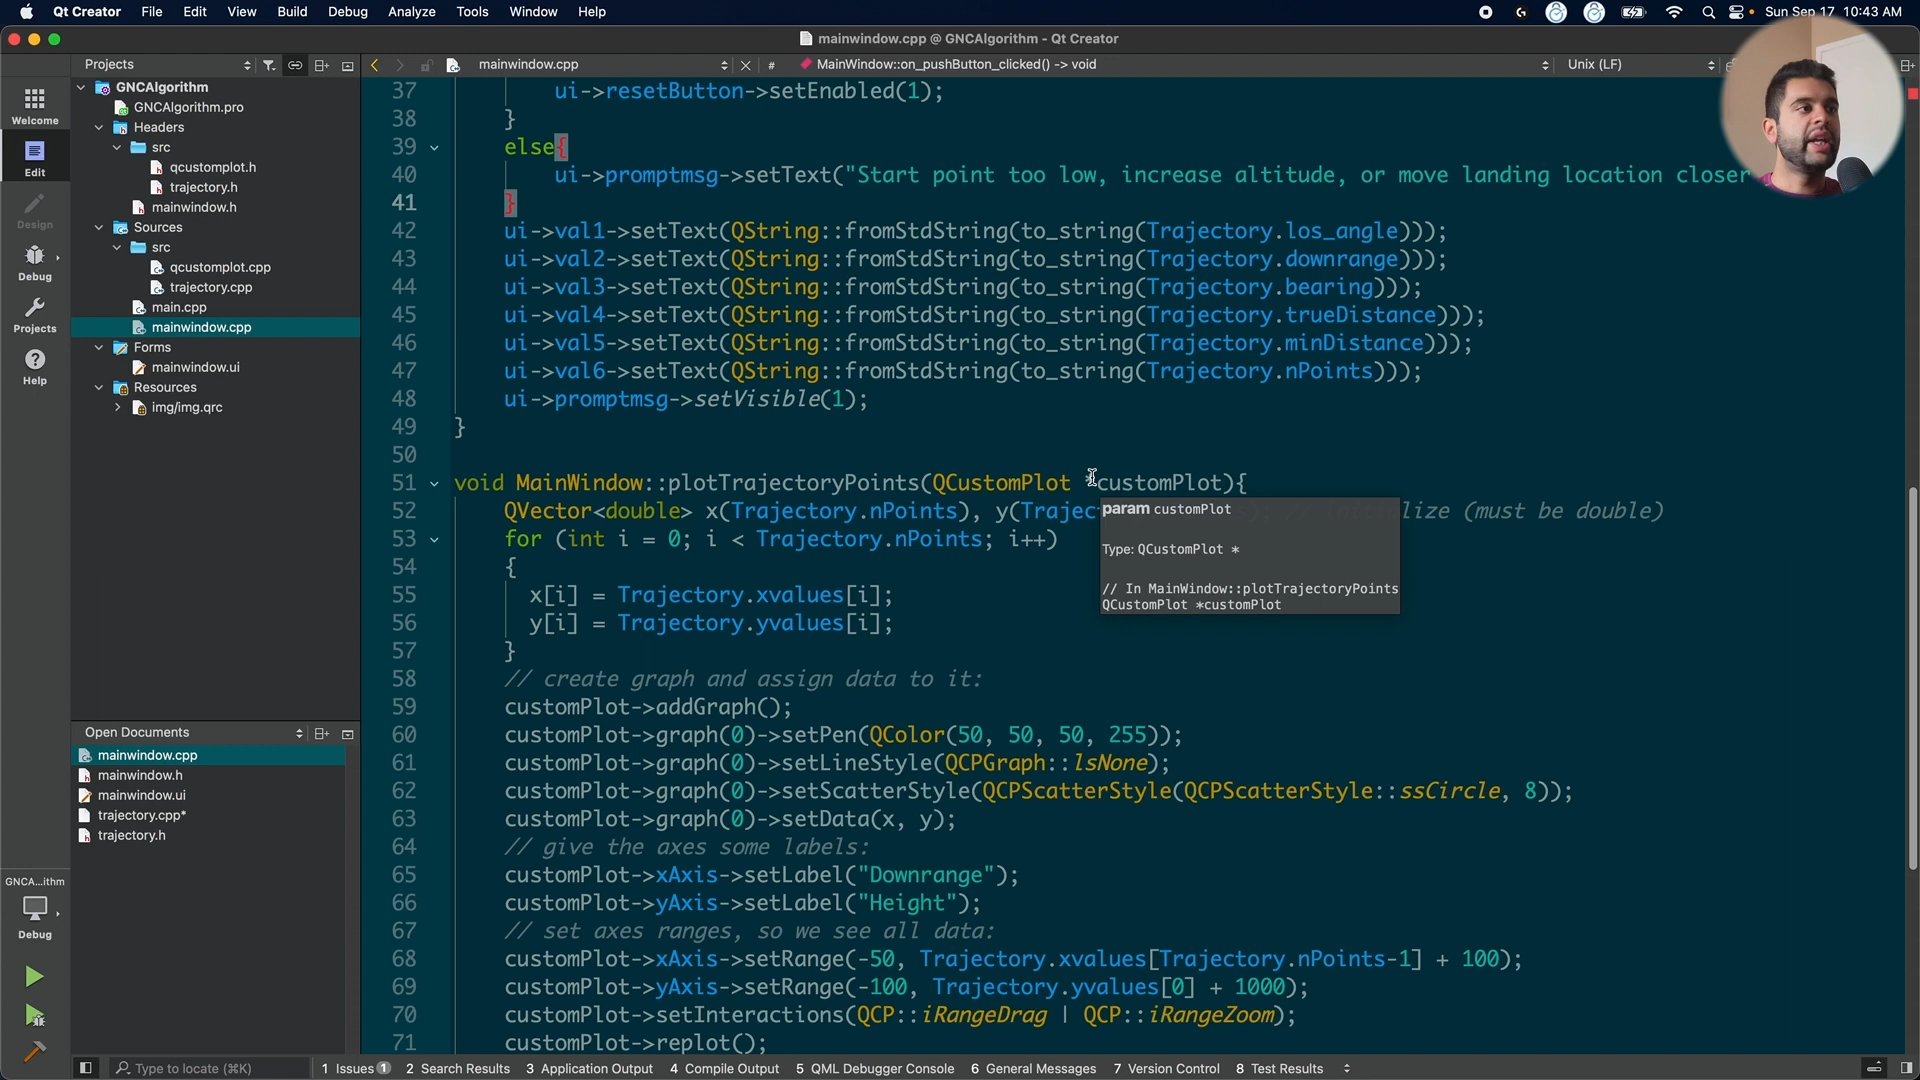 Qt Creator File Edit View Build Debug Analyze Tools Window Help
Sun Sep 17 10:43 AM
mainwindow.cpp @ GNCAlgorithm - Qt Creator
Projects
mainwindow.cpp
#
MainWindow::on_pushButton_clicked() -> void
Unix (LF)
Welcome
Edit
Design
Debug
Projects
Help
GNCAlgorithm
GNCAlgorithm.pro
Headers
src
qcustomplot.h
trajectory.h
mainwindow.h
Sources
src
qcustomplot.cpp
trajectory.cpp
main.cpp
mainwindow.cpp
Forms
mainwindow.ui
Resources
img/img.qrc
Open Documents
mainwindow.cpp
mainwindow.h
mainwindow.ui
trajectory.cpp*
trajectory.h
GNCA...ithm
Debug
37 ui->resetButton->setEnabled(1);
38 }
39 else{
40 ui->promptmsg->setText("Start point too low, increase altitude, or move landing location closer
41 }
42 ui->val1->setText(QString::fromStdString(to_string(Trajectory.los_angle)));
43 ui->val2->setText(QString::fromStdString(to_string(Trajectory.downrange)));
44 ui->val3->setText(QString::fromStdString(to_string(Trajectory.bearing)));
45 ui->val4->setText(QString::fromStdString(to_string(Trajectory.trueDistance)));
46 ui->val5->setText(QString::fromStdString(to_string(Trajectory.minDistance)));
47 ui->val6->setText(QString::fromStdString(to_string(Trajectory.nPoints)));
48 ui->promptmsg->setVisible(1);
49 }
50
51 void MainWindow::plotTrajectoryPoints(QCustomPlot *customPlot){
52 QVector<double> x(Trajectory.nPoints), y(Trajec lize (must be double)
53 for (int i = 0; i < Trajectory.nPoints; i++)
54 {
55 x[i] = Trajectory.xvalues[i];
56 y[i] = Trajectory.yvalues[i];
57 }
58 // create graph and assign data to it:
59 customPlot->addGraph();
60 customPlot->graph(0)->setPen(QColor(50, 50, 50, 255));
61 customPlot->graph(0)->setLineStyle(QCPGraph::lsNone);
62 customPlot->graph(0)->setScatterStyle(QCPScatterStyle(QCPScatterStyle::ssCircle, 8));
63 customPlot->graph(0)->setData(x, y);
64 // give the axes some labels:
65 customPlot->xAxis->setLabel("Downrange");
66 customPlot->yAxis->setLabel("Height");
67 // set axes ranges, so we see all data:
68 customPlot->xAxis->setRange(-50, Trajectory.xvalues[Trajectory.nPoints-1] + 100);
69 customPlot->yAxis->setRange(-100, Trajectory.yvalues[0] + 1000);
70 customPlot->setInteractions(QCP::iRangeDrag | QCP::iRangeZoom);
71 customPlot->replot();
param customPlot
Type: QCustomPlot *
// In MainWindow::plotTrajectoryPoints
QCustomPlot *customPlot
Type to locate (⌘K)
1 Issues 1 2 Search Results 3 Application Output 4 Compile Output 5 QML Debugger Console 6 General Messages 7 Version Control 8 Test Results